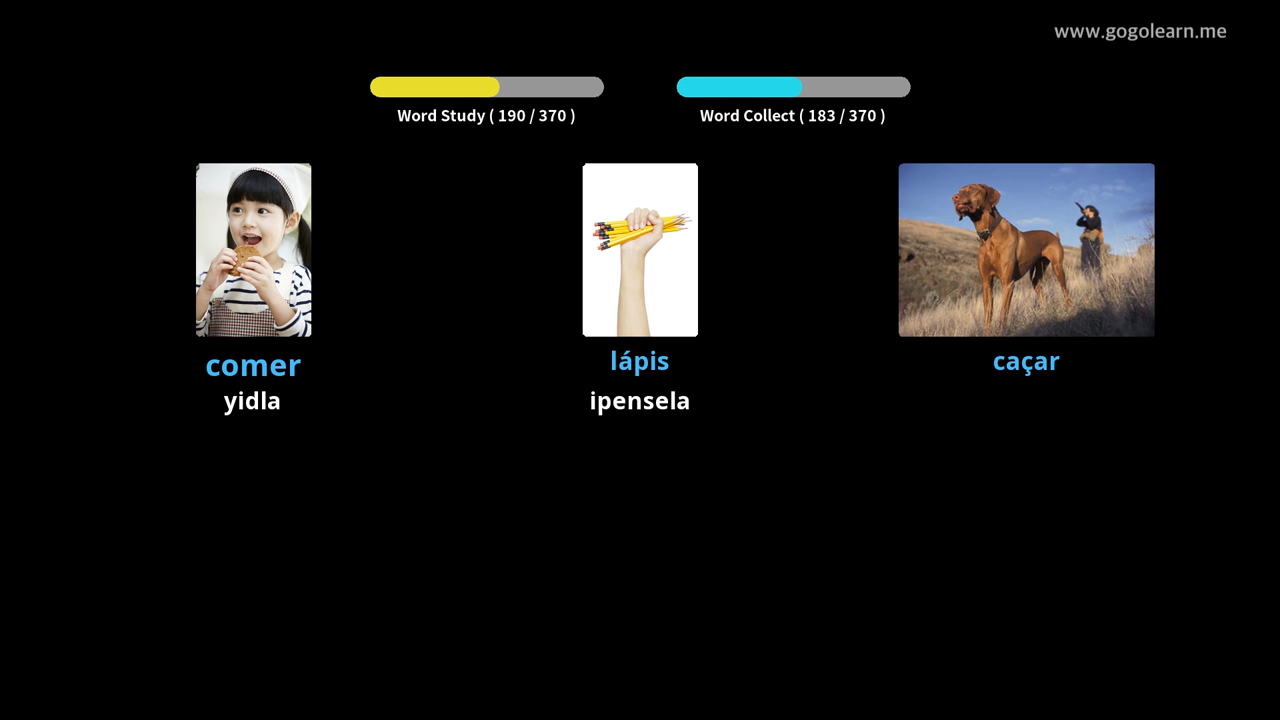 www.gogolearn.me
Word Study ( 190 / 370 )
Word Collect ( 183 / 370 )
comer
yidla
lápis
ipensela
caçar